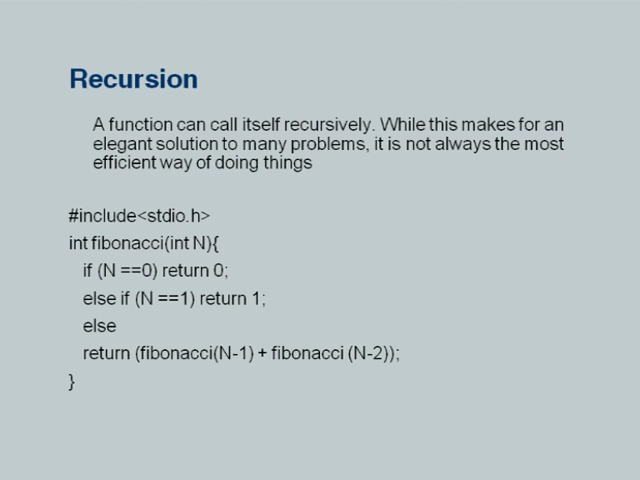 Recursion
A function can call itself recursively. While this makes for an
elegant solution to many problems, it is not always the most
efficient way of doing things
#include<stdio.h>
int fibonacci(int N){
if (N ==0) return 0;
else if (N ==1) return 1;
else
return (fibonacci(N-1) + fibonacci (N-2));
}